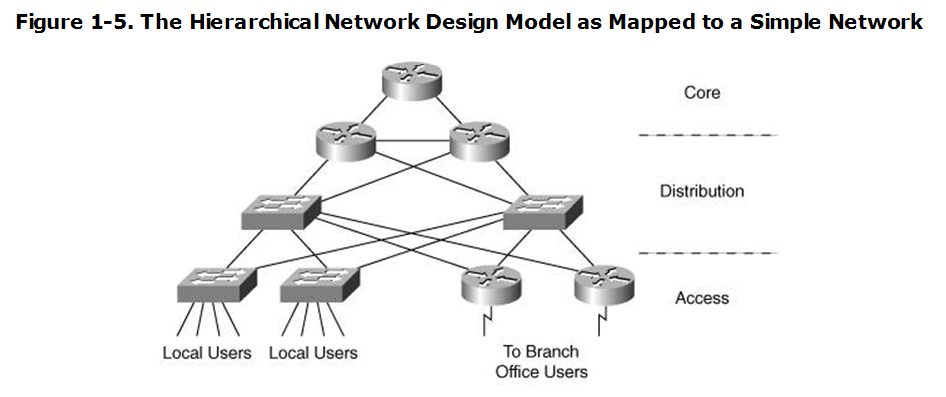 Figure 1-5. The Hierarchical Network Design Model as Mapped to a Simple Network
Core
Distribution
Access
Local Users
Local Users
To Branch
Office Users